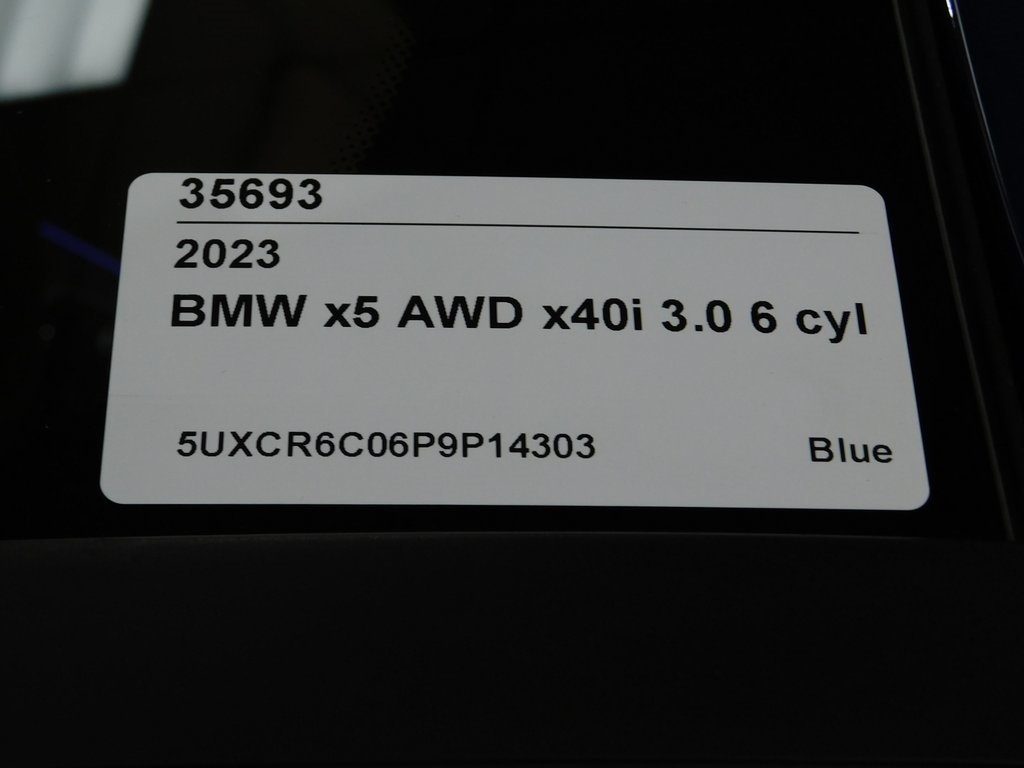 35693
2023
BMW x5 AWD x40i 3.0 6 cyl
5UXCR6C06P9P14303 Blue